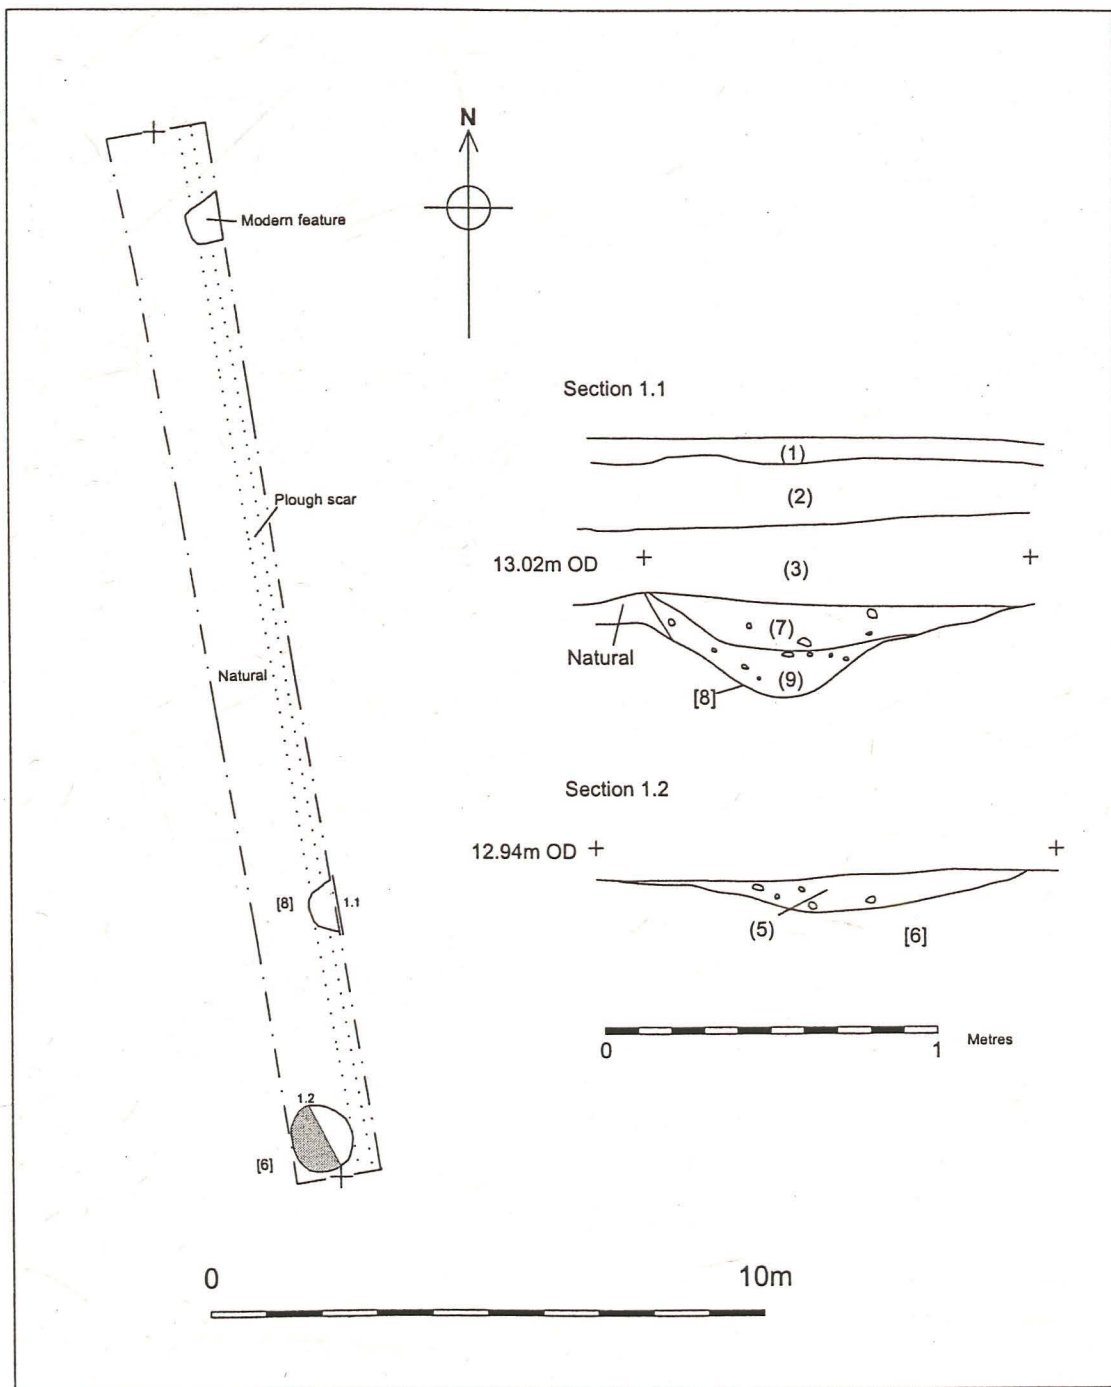 N
Modern feature
Section 1.1
(1)
(2)
Plough scar
13.02m OD
(3)
(7)
Natural
Natural
(9)
[8]
Section 1.2
12.94m OD
[8]
1.1
(5)
[6]
0
1
Metres
1.2
[6]
0
10m